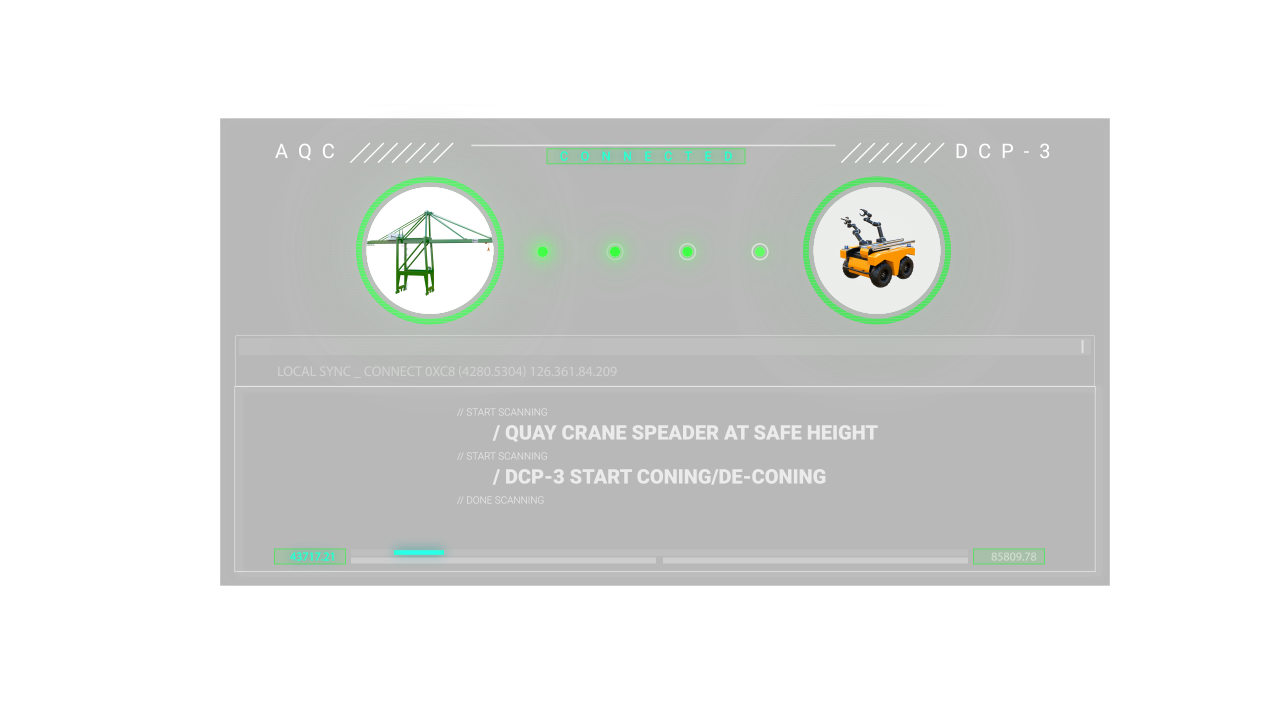 AQC
CONNECTED
DCP-3
LOCAL SYNC _ CONNECT 0XC8 (4280.5304) 126.361.84.209
// START SCANNING
/ QUAY CRANE SPEADER AT SAFE HEIGHT
// START SCANNING
/ DCP-3 START CONING/DE-CONING
// DONE SCANNING
43717.21
85809.78